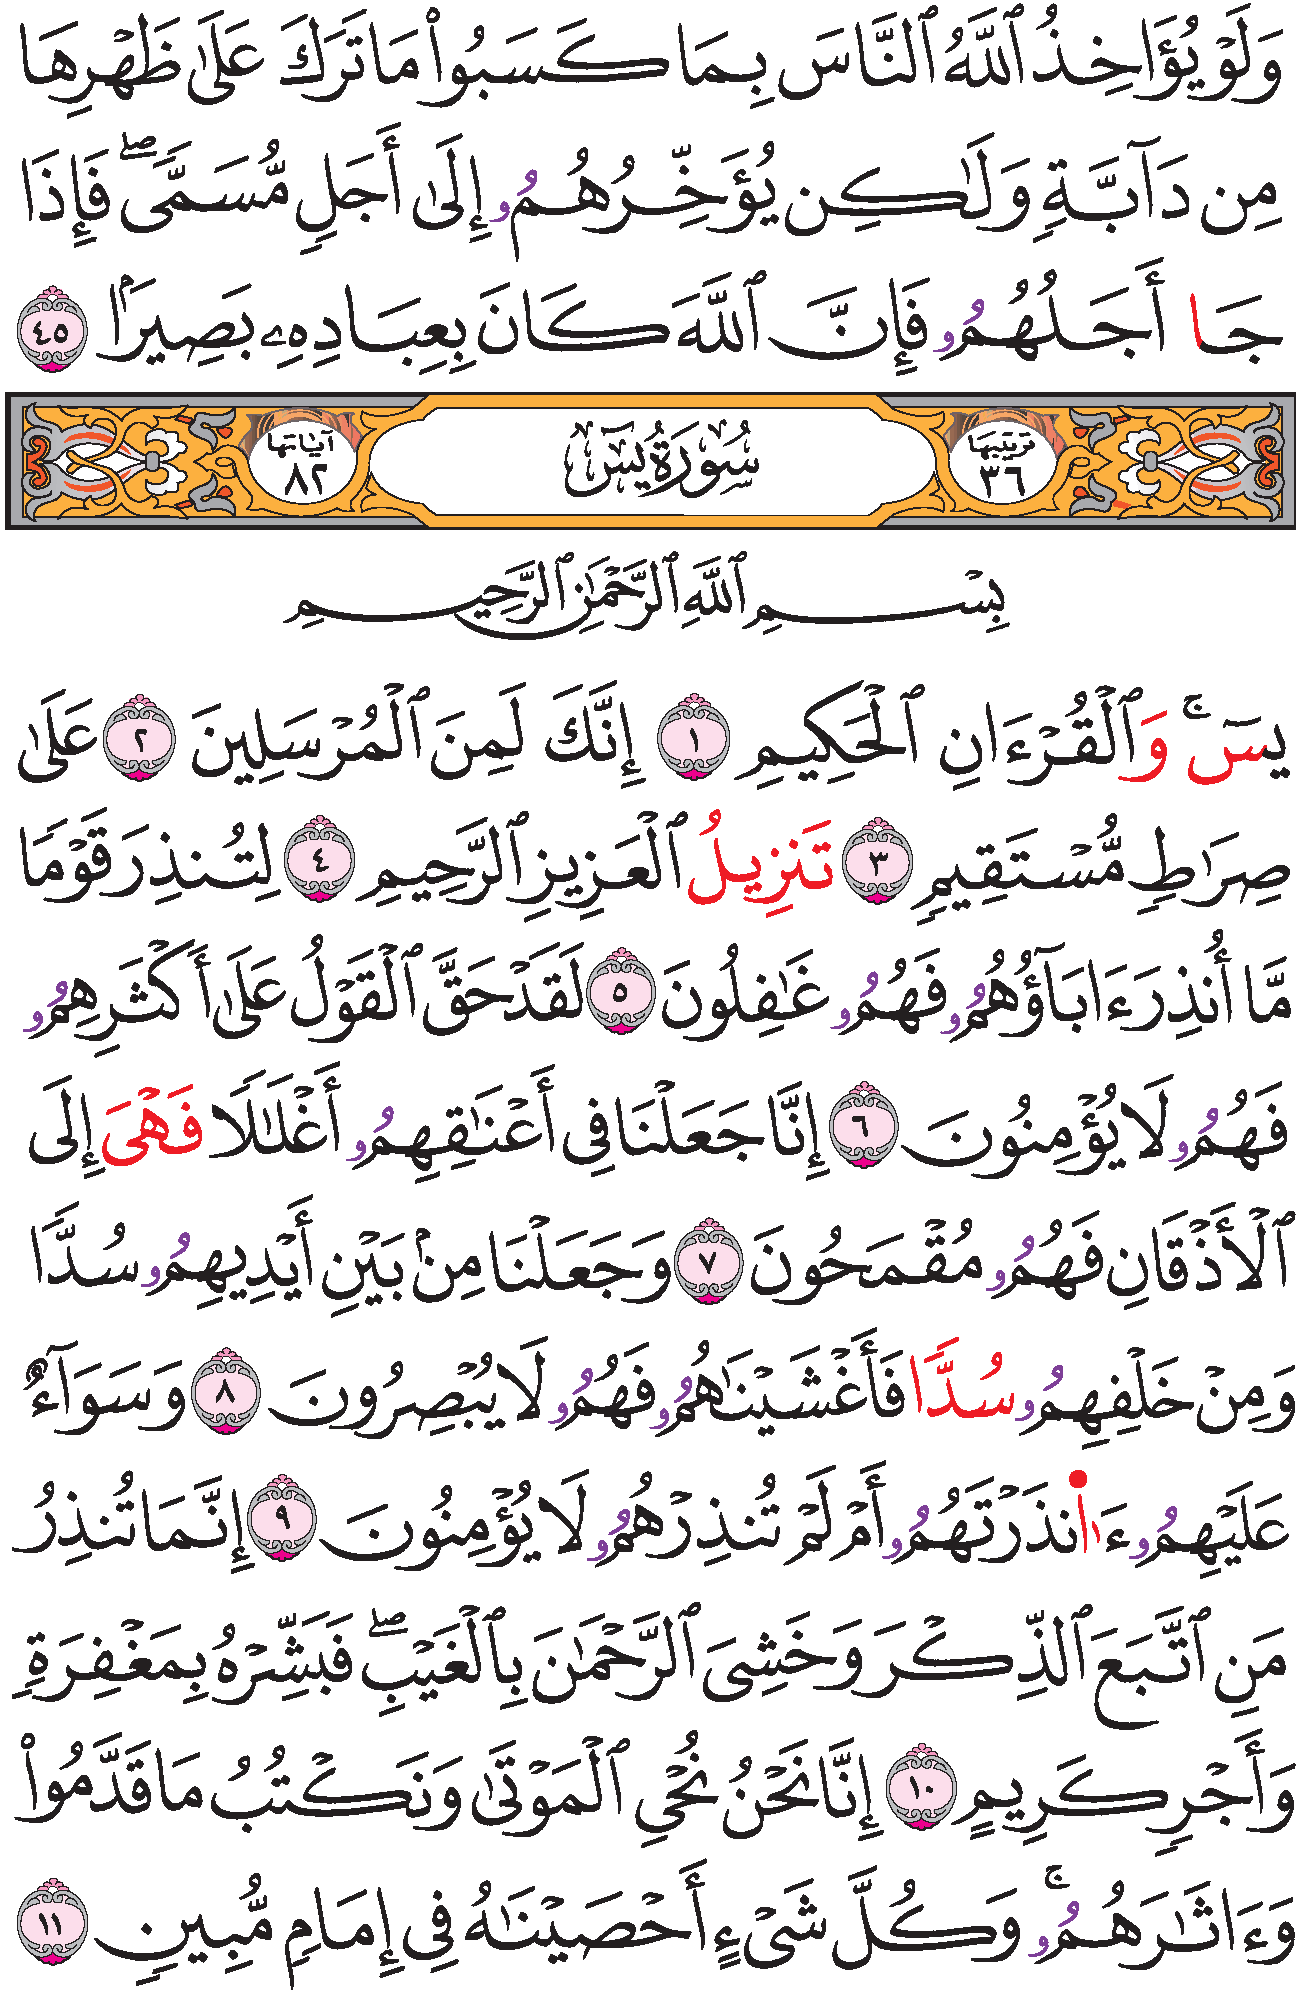 وَلَوْ يُؤَاخِذُ ٱللَّهُ ٱلنَّاسَ بِمَا كَسَبُوا۟ مَا تَرَكَ عَلَىٰ ظَهْرِهَا
مِن دَآبَّةٍ وَلَٰكِن يُؤَخِّرُهُمُۥ إِلَىٰ أَجَلٍ مُّسَمًّى ۖ فَإِذَا
جَا أَجَلُهُمُۥ فَإِنَّ ٱللَّهَ كَانَ بِعِبَادِهِۦ بَصِيرًۢا ٤٥
ترتيبها ٣٦ سُورَةُ يسٓ آياتها ٨٢
بِسْمِ ٱللَّهِ ٱلرَّحْمَٰنِ ٱلرَّحِيمِ
يسٓ ۚ وَٱلْقُرْءَانِ ٱلْحَكِيمِ ١ إِنَّكَ لَمِنَ ٱلْمُرْسَلِينَ ٢ عَلَىٰ
صِرَٰطٍ مُّسْتَقِيمٍ ٣ تَنزِيلُ ٱلْعَزِيزِ ٱلرَّحِيمِ ٤ لِتُنذِرَ قَوْمًا
مَّا أُنذِرَ ءَابَآؤُهُمُۥ فَهُمُۥ غَٰفِلُونَ ٥ لَقَدْ حَقَّ ٱلْقَوْلُ عَلَىٰ أَكْثَرِهِمُۥ
فَهُمُۥ لَا يُؤْمِنُونَ ٦ إِنَّا جَعَلْنَا فِى أَعْنَٰقِهِمُۥ أَغْلَٰلًا فَهْىَ إِلَى
ٱلْأَذْقَانِ فَهُمُۥ مُقْمَحُونَ ٧ وَجَعَلْنَا مِنۢ بَيْنِ أَيْدِيهِمُۥ سُدًّا
وَمِنْ خَلْفِهِمُۥ سُدًّا فَأَغْشَيْنَٰهُمُۥ فَهُمُۥ لَا يُبْصِرُونَ ٨ وَسَوَآءٌ
عَلَيْهِمُۥ ءَا۬نذَرْتَهُمُۥ أَمْ لَمْ تُنذِرْهُمُۥ لَا يُؤْمِنُونَ ٩ إِنَّمَا تُنذِرُ
مَنِ ٱتَّبَعَ ٱلذِّكْرَ وَخَشِىَ ٱلرَّحْمَٰنَ بِٱلْغَيْبِ ۖ فَبَشِّرْهُ بِمَغْفِرَةٍ
وَأَجْرٍ كَرِيمٍ ١٠ إِنَّا نَحْنُ نُحْىِ ٱلْمَوْتَىٰ وَنَكْتُبُ مَا قَدَّمُوا۟
وَءَاثَٰرَهُمُۥ ۚ وَكُلَّ شَىْءٍ أَحْصَيْنَٰهُ فِى إِمَامٍ مُّبِينٍ ١١